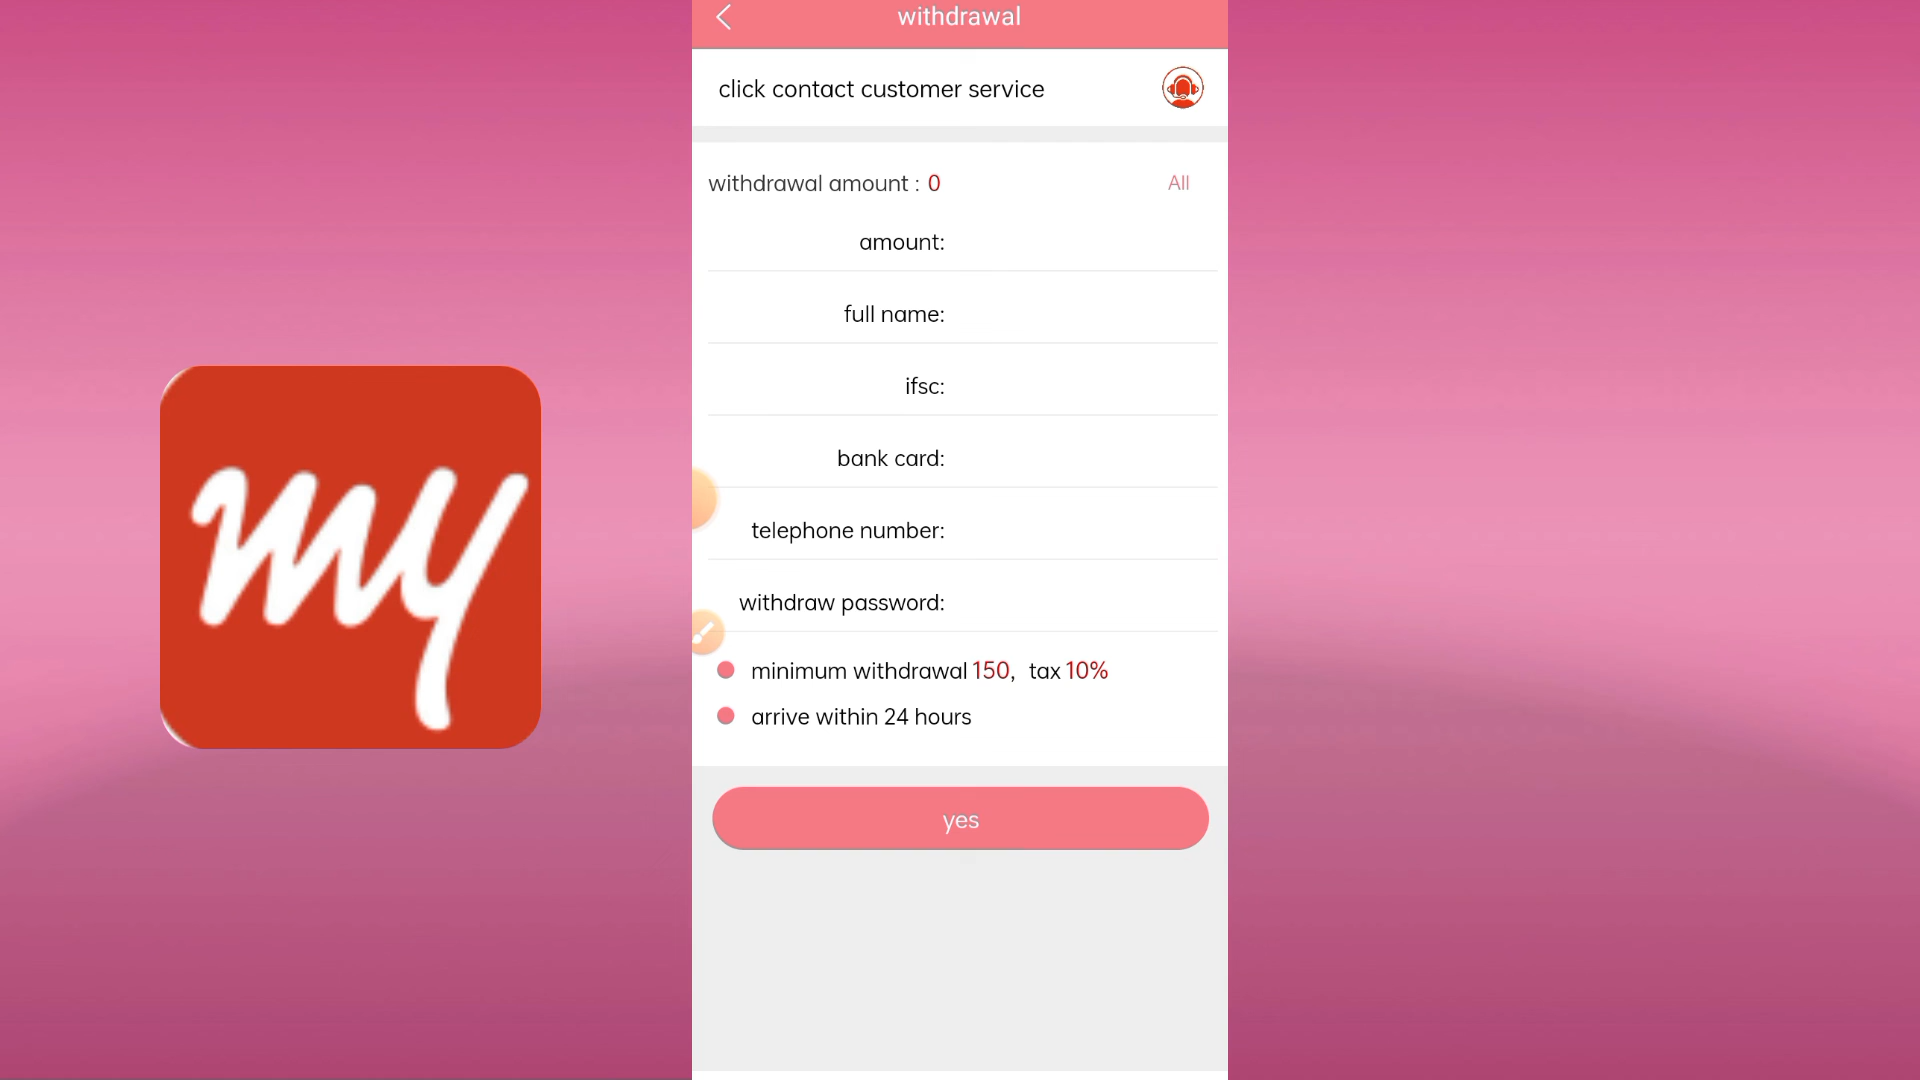 withdrawal
click contact customer service
withdrawal amount : 0 All
amount:
full name:
ifsc:
bank card:
telephone number:
withdraw password:
minimum withdrawal 150, tax 10%
arrive within 24 hours
yes
my